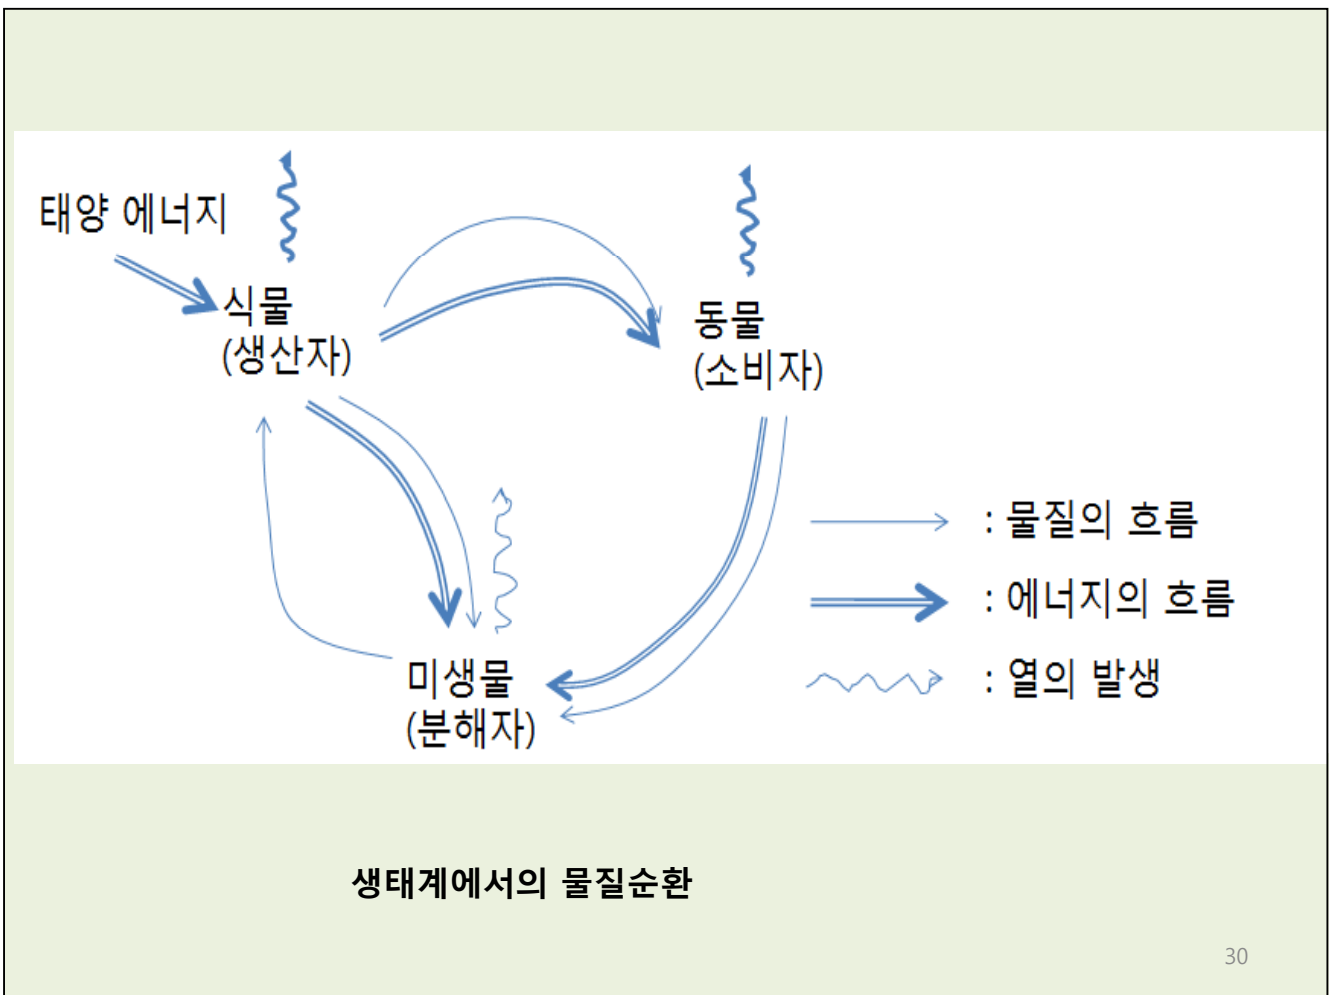 태양 에너지
식물
(생산자)
동물
(소비자)
미생물
(분해자)
: 물질의 흐름
: 에너지의 흐름
: 열의 발생
생태계에서의 물질순환
30